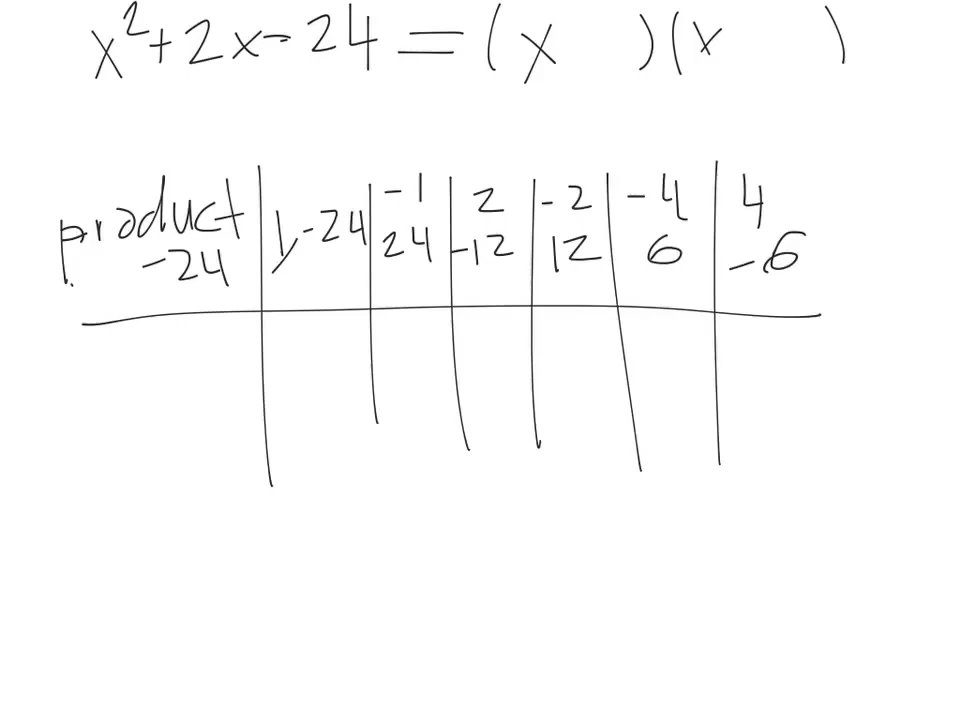 x²+2x-24 = (x )(x )
product -24 | 1,-24 | -1 24 | 2 -12 | -2 12 | -4 6 | 4 -6